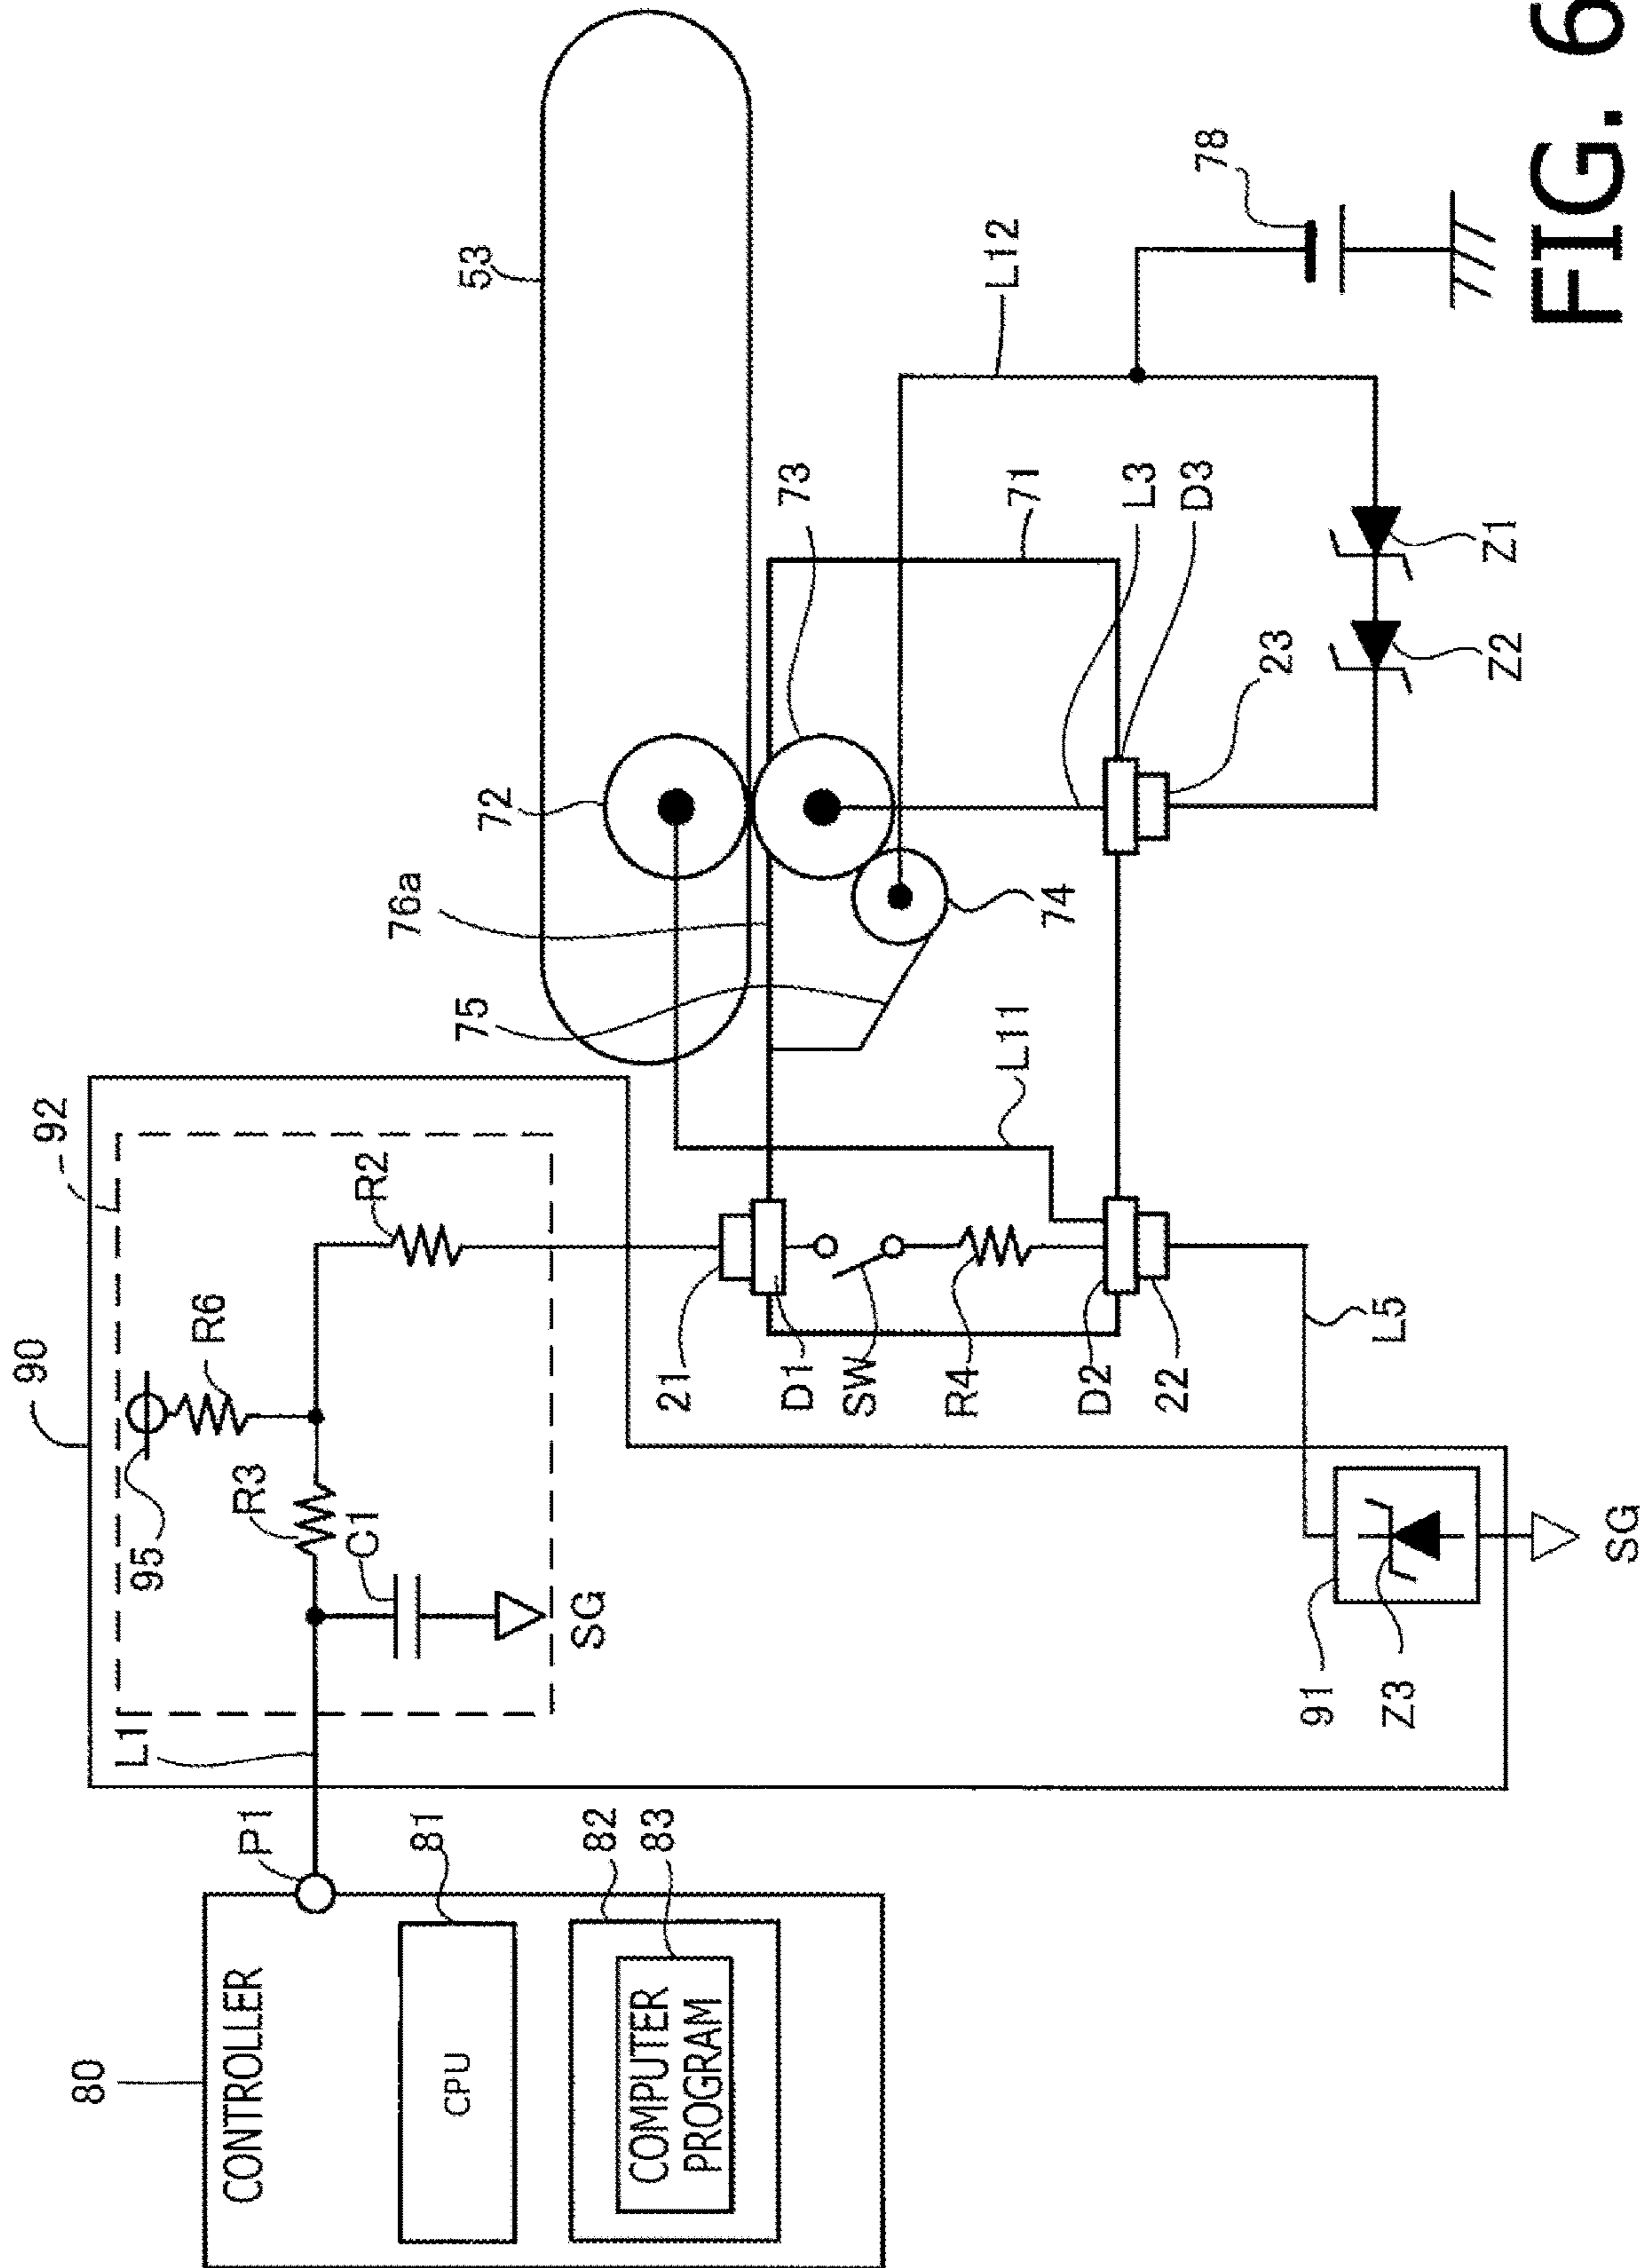 80
CONTROLLER
P1
CPU
81
COMPUTER
PROGRAM
82
83
90
92
L1
95
R6
R3
C1
SG
R2
21
D1
SW
R4
D2
22
L5
91
Z3
SG
53
72
76a
75
73
74
L11
71
L12
L3
D3
23
78
Z1
Z2
FIG. 6